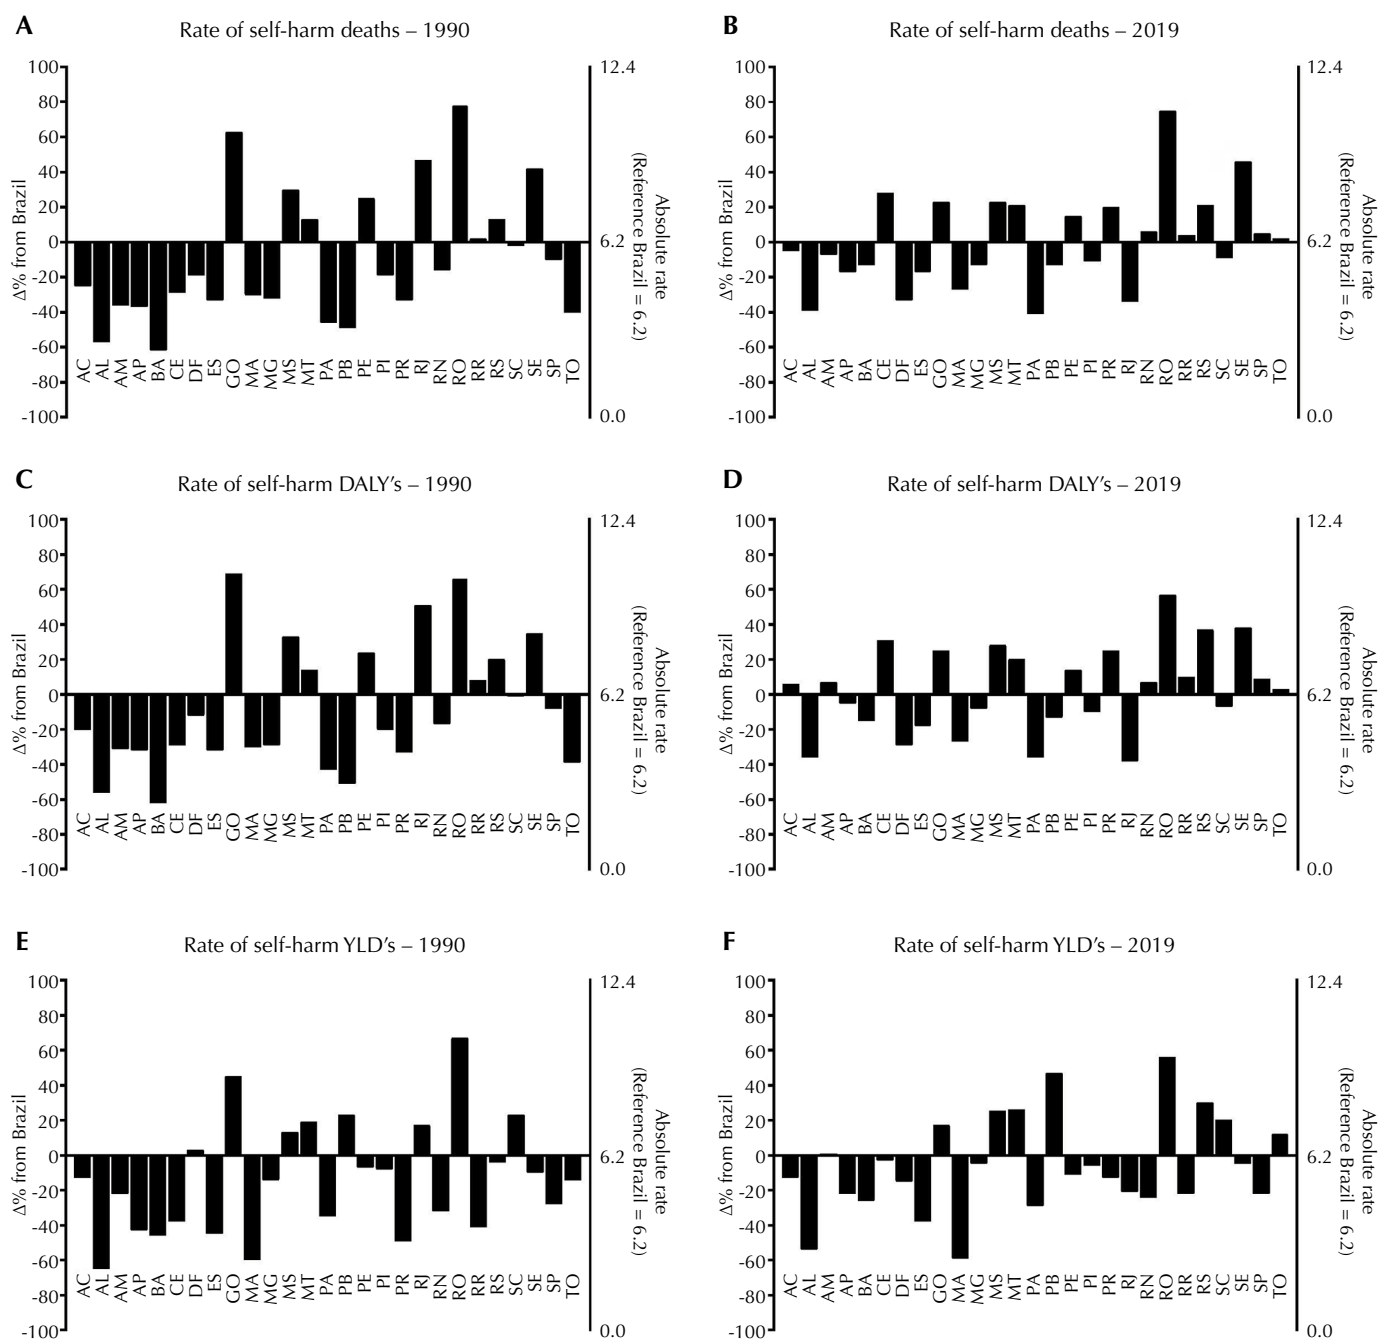 A
Rate of self-harm deaths – 1990
100
80
60
40
20
0
-20
-40
-60
-80
-100
Δ% from Brazil
AC AL AM AP BA CE DF ES GO MA MG MS MT PA PB PE PI PR RJ RN RO RR RS SC SE SP TO
12.4
6.2
0.0
Absolute rate
(Reference Brazil = 6.2)
B
Rate of self-harm deaths – 2019
100
80
60
40
20
0
-20
-40
-60
-80
-100
Δ% from Brazil
AC AL AM AP BA CE DF ES GO MA MG MS MT PA PB PE PI PR RJ RN RO RR RS SC SE SP TO
12.4
6.2
0.0
Absolute rate
(Reference Brazil = 6.2)
C
Rate of self-harm DALY's – 1990
100
80
60
40
20
0
-20
-40
-60
-80
-100
Δ% from Brazil
AC AL AM AP BA CE DF ES GO MA MG MS MT PA PB PE PI PR RJ RN RO RR RS SC SE SP TO
12.4
6.2
0.0
Absolute rate
(Reference Brazil = 6.2)
D
Rate of self-harm DALY's – 2019
100
80
60
40
20
0
-20
-40
-60
-80
-100
Δ% from Brazil
AC AL AM AP BA CE DF ES GO MA MG MS MT PA PB PE PI PR RJ RN RO RR RS SC SE SP TO
12.4
6.2
0.0
Absolute rate
(Reference Brazil = 6.2)
E
Rate of self-harm YLD's – 1990
100
80
60
40
20
0
-20
-40
-60
-80
-100
Δ% from Brazil
AC AL AM AP BA CE DF ES GO MA MG MS MT PA PB PE PI PR RJ RN RO RR RS SC SE SP TO
12.4
6.2
0.0
Absolute rate
(Reference Brazil = 6.2)
F
Rate of self-harm YLD's – 2019
100
80
60
40
20
0
-20
-40
-60
-80
-100
Δ% from Brazil
AC AL AM AP BA CE DF ES GO MA MG MS MT PA PB PE PI PR RJ RN RO RR RS SC SE SP TO
12.4
6.2
0.0
Absolute rate
(Reference Brazil = 6.2)